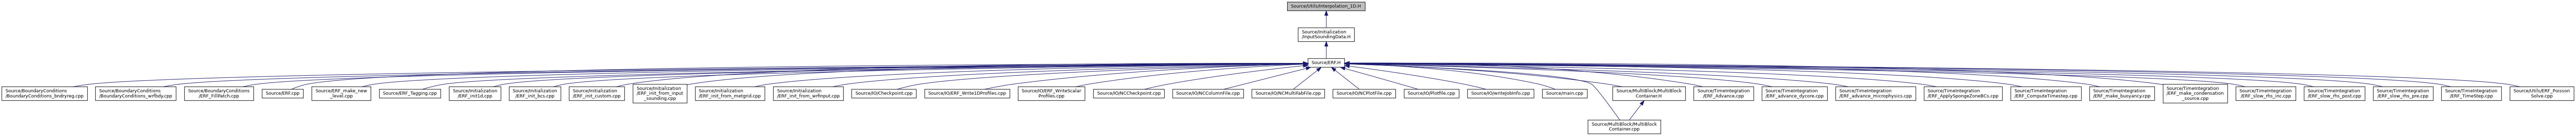 Source/Utils/Interpolation_1D.H
Source/Initialization
/InputSoundingData.H
Source/ERF.H
Source/BoundaryConditions
/BoundaryConditions_bndryreg.cpp
Source/BoundaryConditions
/BoundaryConditions_wrfbdy.cpp
Source/BoundaryConditions
/ERF_FillPatch.cpp
Source/ERF.cpp
Source/ERF_make_new
_level.cpp
Source/ERF_Tagging.cpp
Source/Initialization
/ERF_init1d.cpp
Source/Initialization
/ERF_init_bcs.cpp
Source/Initialization
/ERF_init_custom.cpp
Source/Initialization
/ERF_init_from_input
_sounding.cpp
Source/Initialization
/ERF_init_from_metgrid.cpp
Source/Initialization
/ERF_init_from_wrfinput.cpp
Source/IO/Checkpoint.cpp
Source/IO/ERF_Write1DProfiles.cpp
Source/IO/ERF_WriteScalar
Profiles.cpp
Source/IO/NCCheckpoint.cpp
Source/IO/NCColumnFile.cpp
Source/IO/NCMultiFabFile.cpp
Source/IO/NCPlotFile.cpp
Source/IO/Plotfile.cpp
Source/IO/writeJobInfo.cpp
Source/main.cpp
Source/MultiBlock/MultiBlock
Container.H
Source/TimeIntegration
/ERF_Advance.cpp
Source/TimeIntegration
/ERF_advance_dycore.cpp
Source/TimeIntegration
/ERF_advance_microphysics.cpp
Source/TimeIntegration
/ERF_ApplySpongeZoneBCs.cpp
Source/TimeIntegration
/ERF_ComputeTimestep.cpp
Source/TimeIntegration
/ERF_make_buoyancy.cpp
Source/TimeIntegration
/ERF_make_condensation
_source.cpp
Source/TimeIntegration
/ERF_slow_rhs_inc.cpp
Source/TimeIntegration
/ERF_slow_rhs_post.cpp
Source/TimeIntegration
/ERF_slow_rhs_pre.cpp
Source/TimeIntegration
/ERF_TimeStep.cpp
Source/Utils/ERF_Poisson
Solve.cpp
Source/MultiBlock/MultiBlock
Container.cpp